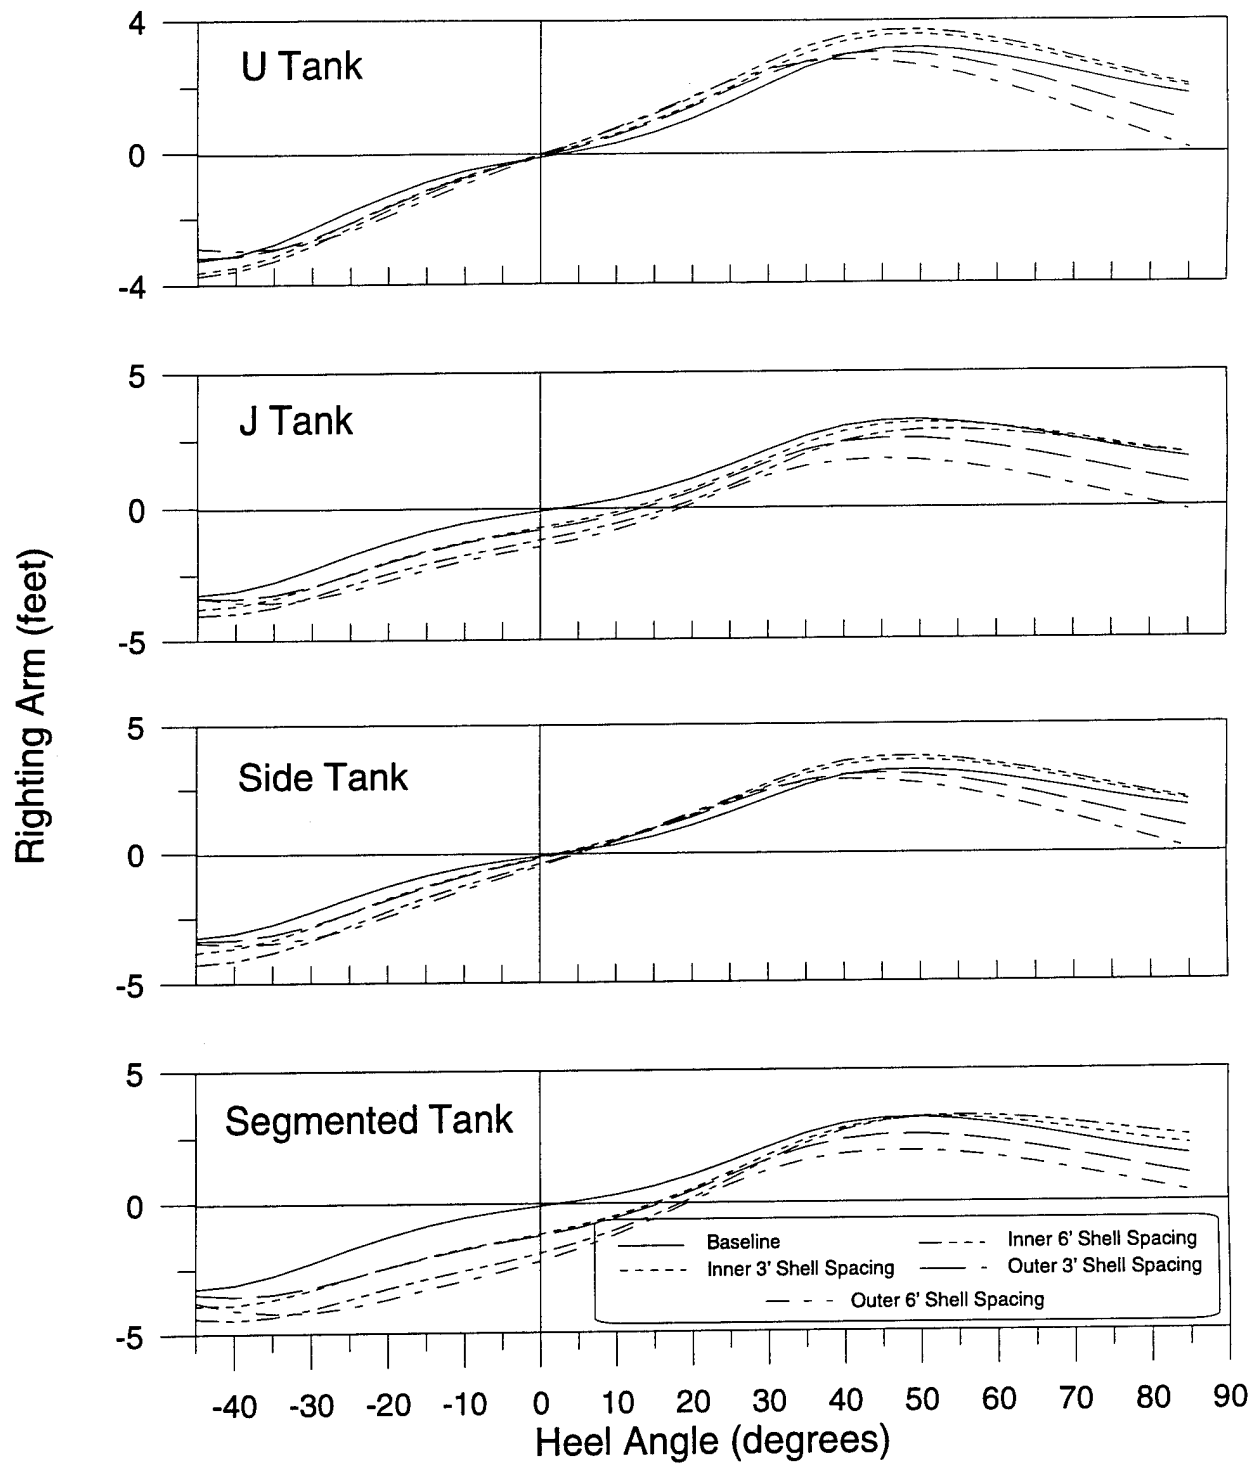 4
U Tank
0
-4
5
J Tank
0
-5
Righting Arm (feet)
5
Side Tank
0
-5
5
Segmented Tank
0
Baseline
Inner 6' Shell Spacing
Inner 3' Shell Spacing
Outer 3' Shell Spacing
Outer 6' Shell Spacing
-5
-40 -30 -20 -10 0 10 20 30 40 50 60 70 80 90
Heel Angle (degrees)